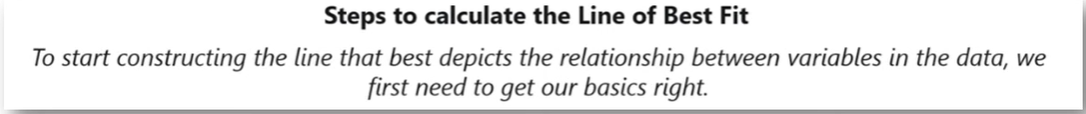 Steps to calculate the Line of Best Fit
To start constructing the line that best depicts the relationship between variables in the data, we
first need to get our basics right.